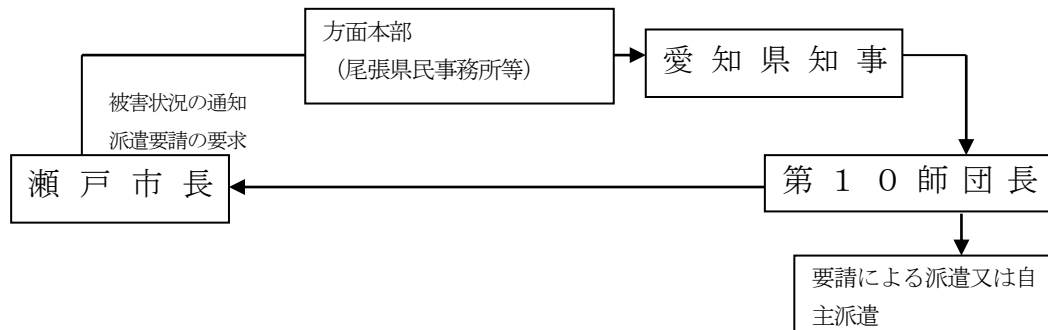 方面本部
(尾張県民事務所等)
愛知県知事
被害状況の通知
派遣要請の要求
瀬戸市長
第10師団長
要請による派遣又は自
主派遣